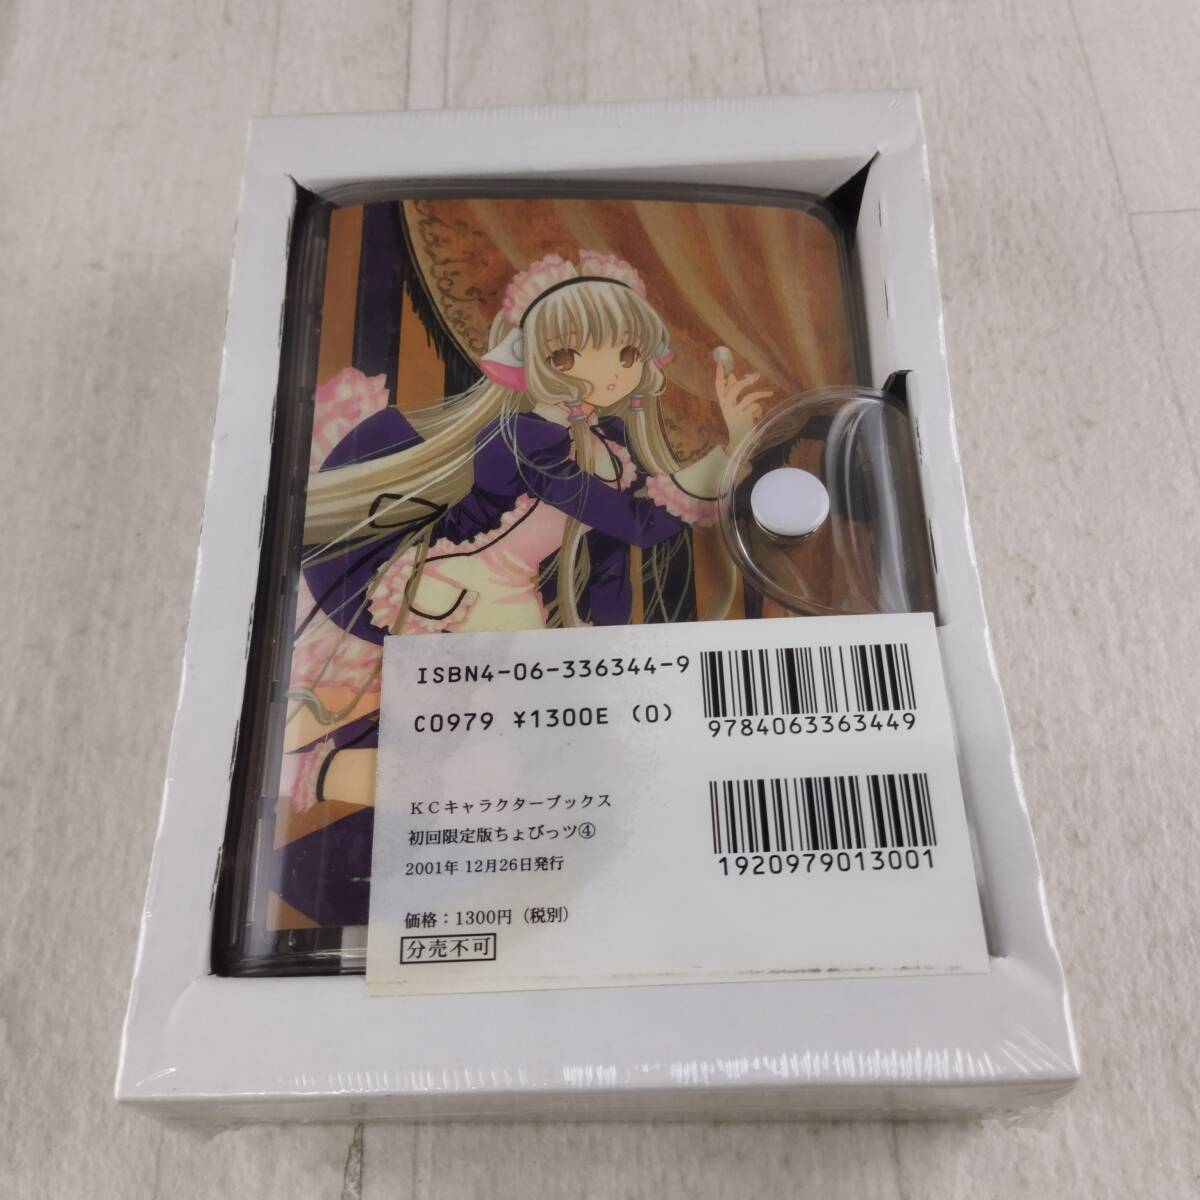 ISBN4-06-336344-9
C0979 ¥1300E (0)
9784063363449
KCキャラクターブックス
初回限定版ちょびっツ④
2001年 12月26日発行
1920979013001
価格：1300円（税別）
分売不可